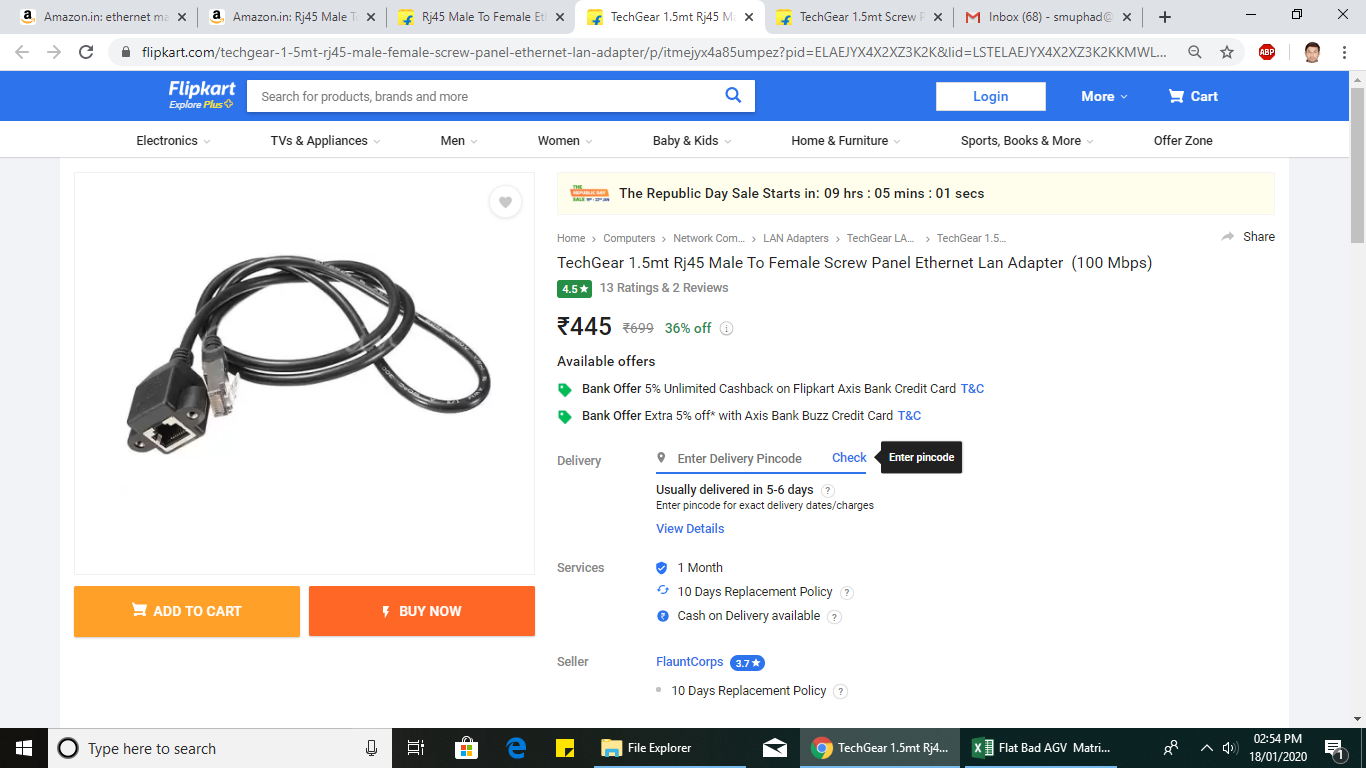 Amazon.in: ethernet ma
Amazon.in: Rj45 Male T
Rj45 Male To Female Et
TechGear 1.5mt Rj45 Ma
TechGear 1.5mt Screw P
Inbox (68) - smuphad@
flipkart.com/techgear-1-5mt-rj45-male-female-screw-panel-ethernet-lan-adapter/p/itmejyx4a85umpez?pid=ELAEJYX4X2XZ3K2K&lid=LSTELAEJYX4X2XZ3K2KKMWL...
ABP
Flipkart
Explore Plus
Search for products, brands and more
Login
More
Cart
Electronics
TVs & Appliances
Men
Women
Baby & Kids
Home & Furniture
Sports, Books & More
Offer Zone
THE REPUBLIC DAY SALE
The Republic Day Sale Starts in: 09 hrs : 05 mins : 01 secs
Home > Computers > Network Com... > LAN Adapters > TechGear LA... > TechGear 1.5...
Share
TechGear 1.5mt Rj45 Male To Female Screw Panel Ethernet Lan Adapter (100 Mbps)
4.5★ 13 Ratings & 2 Reviews
₹445 ₹699 36% off i
Available offers
Bank Offer 5% Unlimited Cashback on Flipkart Axis Bank Credit Card T&C
Bank Offer Extra 5% off* with Axis Bank Buzz Credit Card T&C
Delivery
Enter Delivery Pincode
Check
Enter pincode
Usually delivered in 5-6 days ?
Enter pincode for exact delivery dates/charges
View Details
Services
1 Month
10 Days Replacement Policy ?
Cash on Delivery available ?
ADD TO CART
BUY NOW
Seller
FlauntCorps 3.7★
10 Days Replacement Policy ?
Type here to search
File Explorer
TechGear 1.5mt Rj4...
Flat Bad AGV Matri...
02:54 PM
18/01/2020
1